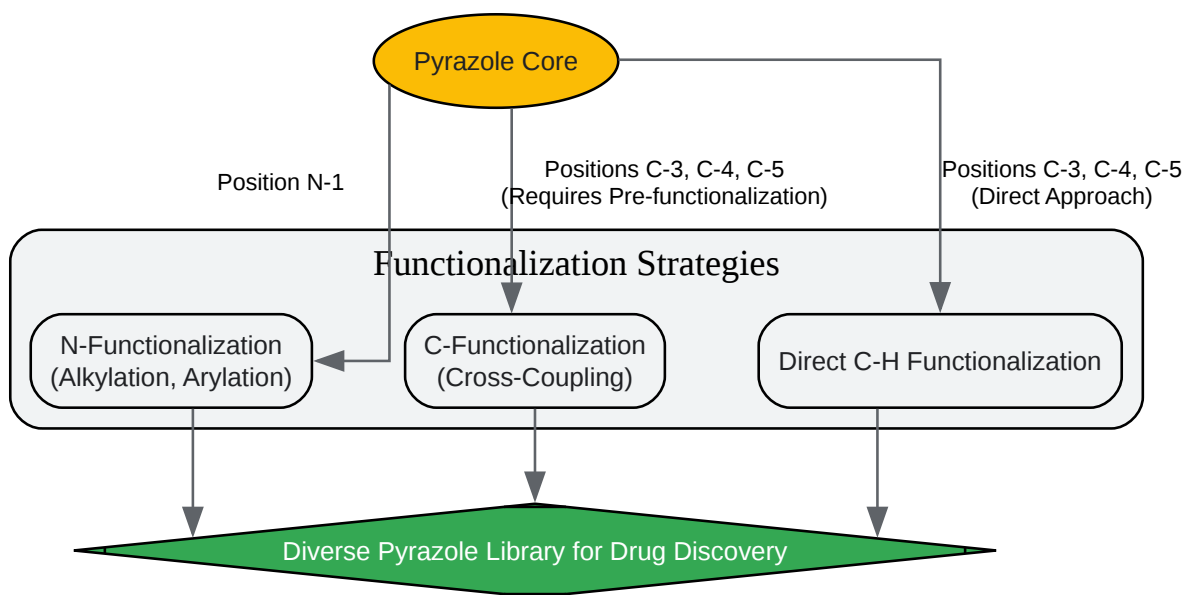 Pyrazole Core
Position N-1
Positions C-3, C-4, C-5
(Requires Pre-functionalization)
Positions C-3, C-4, C-5
(Direct Approach)
Functionalization Strategies
N-Functionalization
(Alkylation, Arylation)
C-Functionalization
(Cross-Coupling)
Direct C-H Functionalization
Diverse Pyrazole Library for Drug Discovery